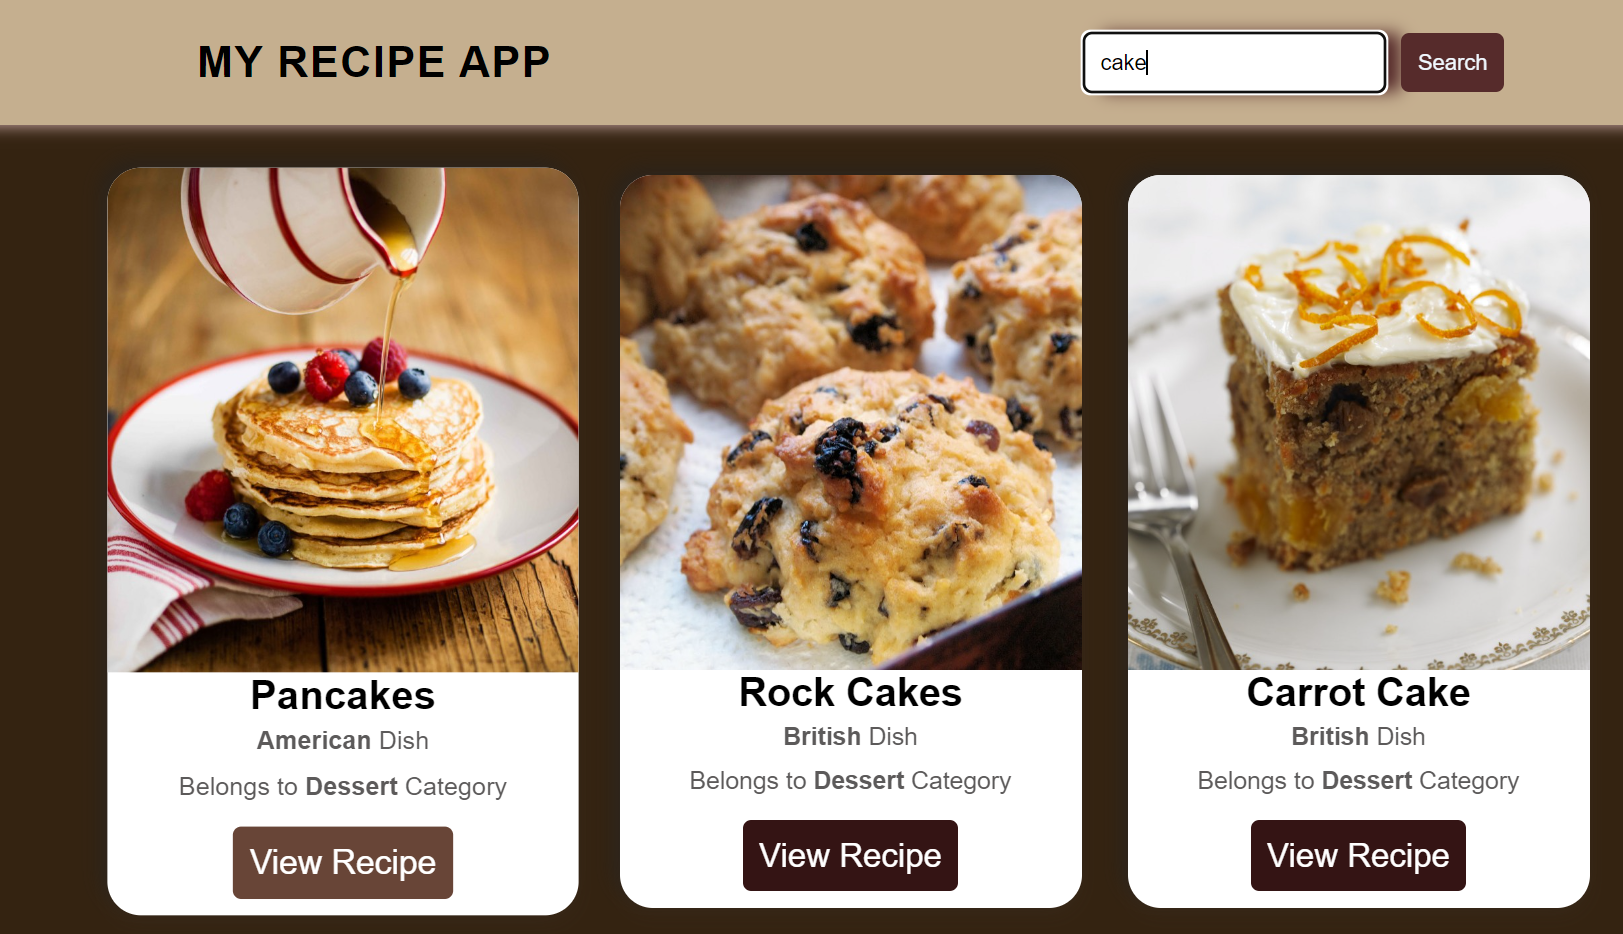 MY RECIPE APP
cake
Search
Pancakes
American Dish
Belongs to Dessert Category
View Recipe
Rock Cakes
British Dish
Belongs to Dessert Category
View Recipe
Carrot Cake
British Dish
Belongs to Dessert Category
View Recipe